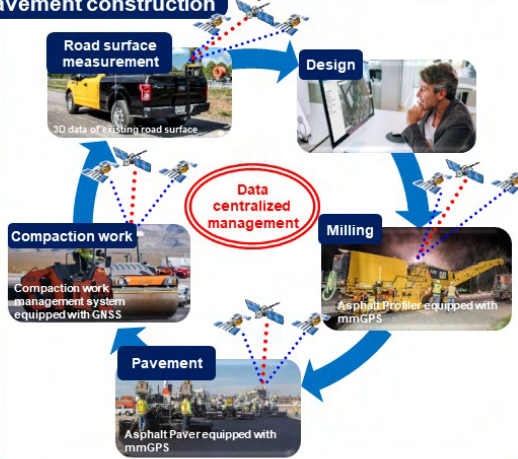 avement construction
Road surface
measurement
3D data of existing road surface
Design
Data
centralized
management
Milling
Asphalt Profiler equipped with
mmGPS
Compaction work
Compaction work
management system
equipped with GNSS
Pavement
Asphalt Paver equipped with
mmGPS